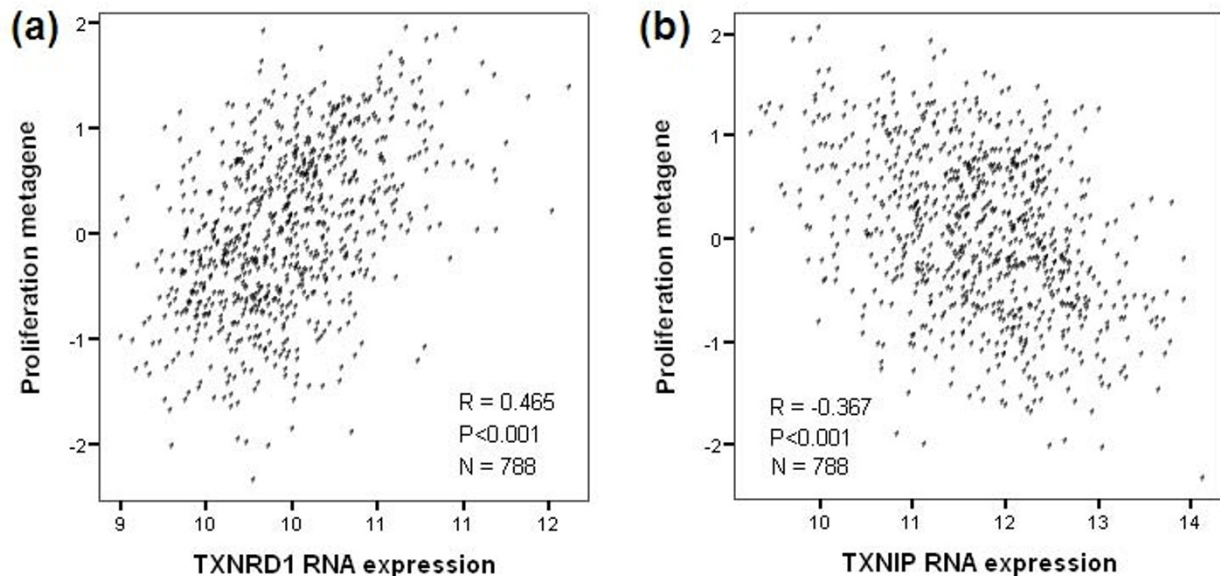 (a)
Proliferation metagene
2
1
0
-1
-2
R = 0.465
P<0.001
N = 788
9 10 10 11 11 12
TXNRD1 RNA expression
(b)
Proliferation metagene
2
1
0
-1
-2
R = -0.367
P<0.001
N = 788
10 11 12 13 14
TXNIP RNA expression